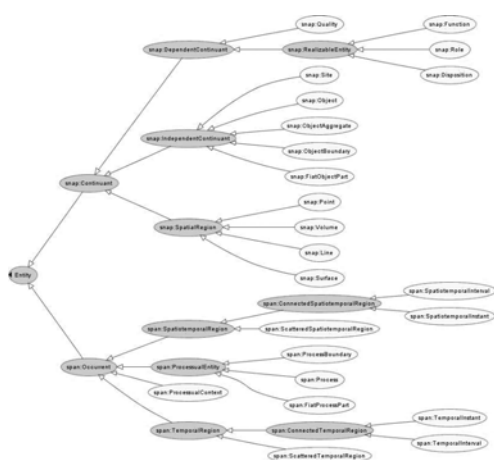 snap:Quality
snap:Function
snap:DependentContinuant
snap:RealizableEntity
snap:Role
snap:Disposition
snap:Site
snap:Object
snap:ObjectAggregate
snap:IndependentContinuant
snap:ObjectBoundary
snap:FiatObjectPart
snap:Continuant
snap:Point
snap:SpatialRegion
snap:Volume
snap:Line
snap:Surface
Entity
span:ConnectedSpatiotemporalRegion
span:SpatiotemporalInterval
span:SpatiotemporalInstant
span:SpatiotemporalRegion
span:ScatteredSpatiotemporalRegion
span:ProcessBoundary
span:Occurrent
span:ProcessualEntity
span:Process
span:ProcessualContext
span:FiatProcessPart
span:TemporalInstant
span:TemporalRegion
span:ConnectedTemporalRegion
span:TemporalInterval
span:ScatteredTemporalRegion